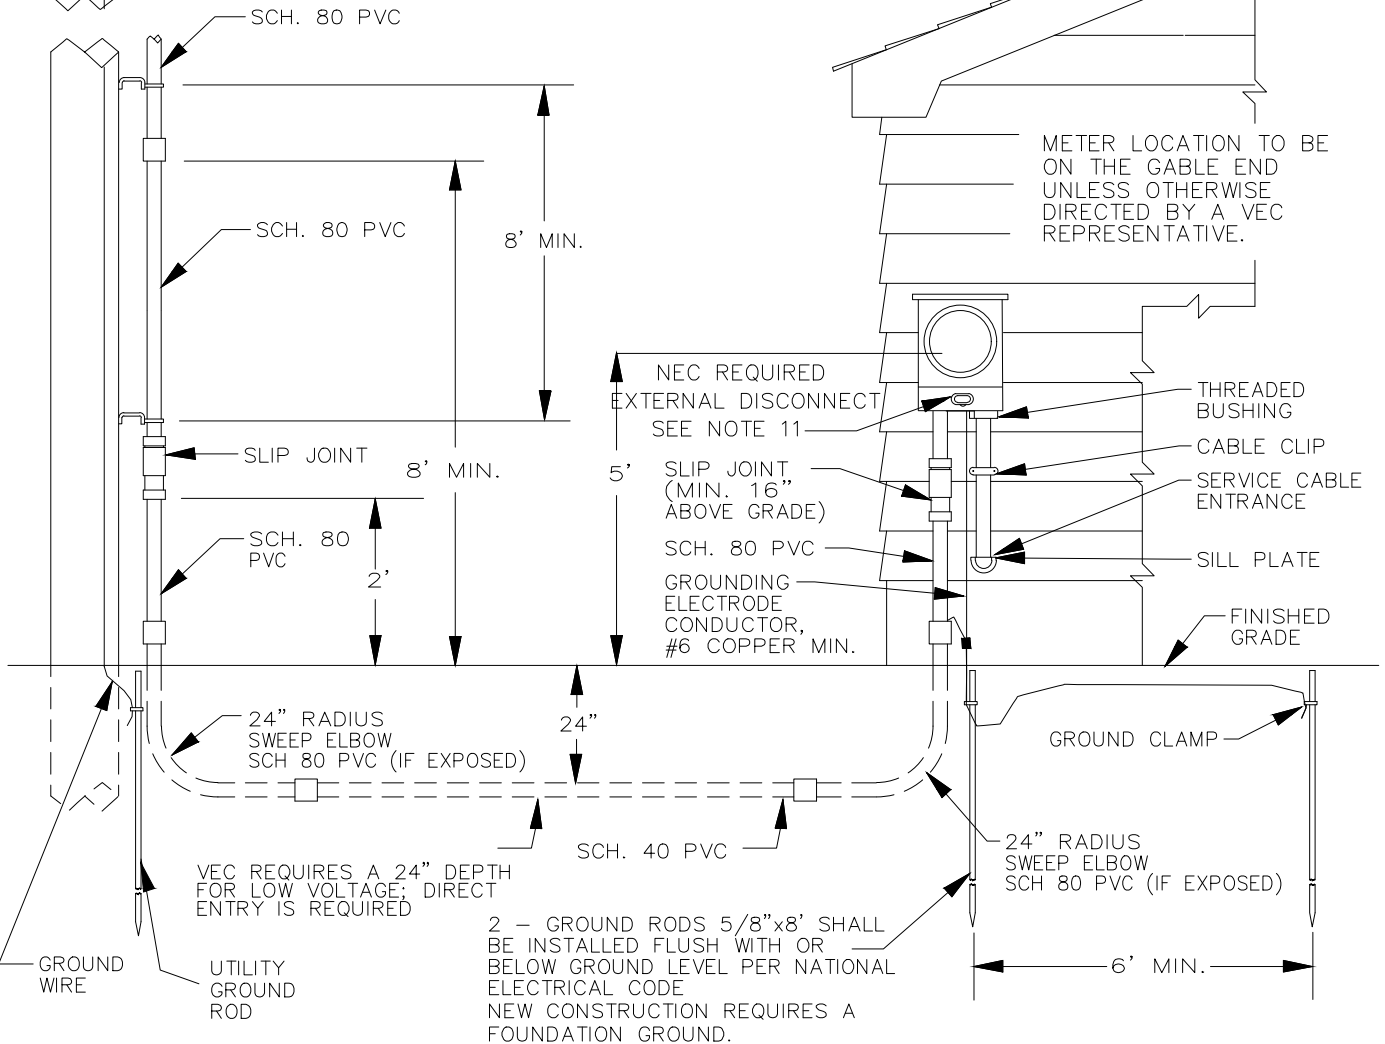 SCH. 80 PVC
METER LOCATION TO BE
ON THE GABLE END
UNLESS OTHERWISE
DIRECTED BY A VEC
REPRESENTATIVE.
SCH. 80 PVC
8' MIN.
NEC REQUIRED
EXTERNAL DISCONNECT
SEE NOTE 11
THREADED
BUSHING
CABLE CLIP
SERVICE CABLE
ENTRANCE
SILL PLATE
SLIP JOINT
8' MIN.
5'
SLIP JOINT
(MIN. 16"
ABOVE GRADE)
SCH. 80
PVC
2'
SCH. 80 PVC
GROUNDING
ELECTRODE
CONDUCTOR,
#6 COPPER MIN.
FINISHED
GRADE
24" RADIUS
SWEEP ELBOW
SCH 80 PVC (IF EXPOSED)
24"
GROUND CLAMP
SCH. 40 PVC
24" RADIUS
SWEEP ELBOW
SCH 80 PVC (IF EXPOSED)
VEC REQUIRES A 24" DEPTH
FOR LOW VOLTAGE; DIRECT
ENTRY IS REQUIRED
2 - GROUND RODS 5/8"x8' SHALL
BE INSTALLED FLUSH WITH OR
BELOW GROUND LEVEL PER NATIONAL
ELECTRICAL CODE
NEW CONSTRUCTION REQUIRES A
FOUNDATION GROUND.
6' MIN.
GROUND
WIRE
UTILITY
GROUND
ROD